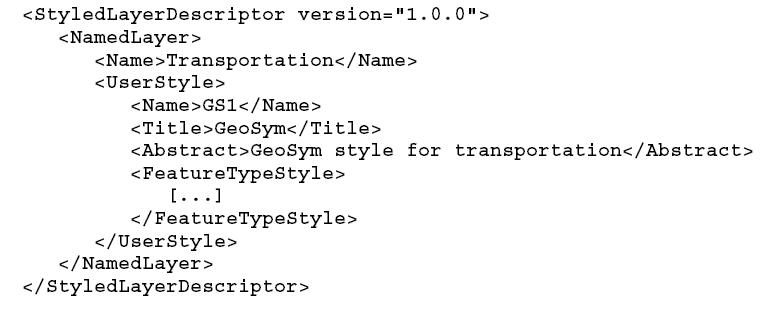 <StyledLayerDescriptor version="1.0.0">
<NamedLayer>
<Name>Transportation</Name>
<UserStyle>
<Name>GS1</Name>
<Title>GeoSym</Title>
<Abstract>GeoSym style for transportation</Abstract>
<FeatureTypeStyle>
[...]
</FeatureTypeStyle>
</UserStyle>
</NamedLayer>
</StyledLayerDescriptor>